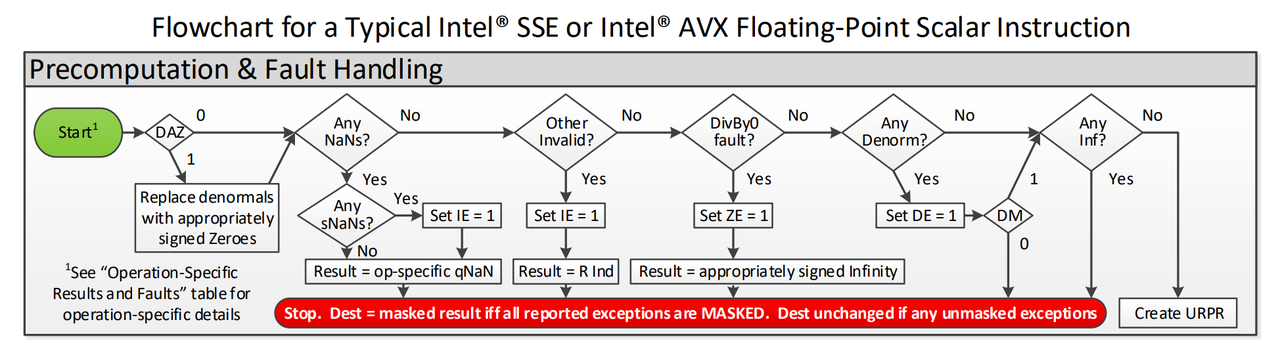 Flowchart for a Typical Intel® SSE or Intel® AVX Floating-Point Scalar Instruction
Precomputation & Fault Handling
Start¹
DAZ
0
1
Replace denormals
with appropriately
signed Zeroes
Any
NaNs?
No
Yes
Any
sNaNs?
Yes
No
Set IE = 1
Result = op-specific qNaN
Other
Invalid?
No
Yes
Set IE = 1
Result = R Ind
DivBy0
fault?
No
Yes
Set ZE = 1
Result = appropriately signed Infinity
Any
Denorm?
No
Yes
Set DE = 1
DM
1
0
Any
Inf?
No
Yes
¹See “Operation-Specific
Results and Faults” table for
operation-specific details
Stop. Dest = masked result iff all reported exceptions are MASKED. Dest unchanged if any unmasked exceptions
Create URPR